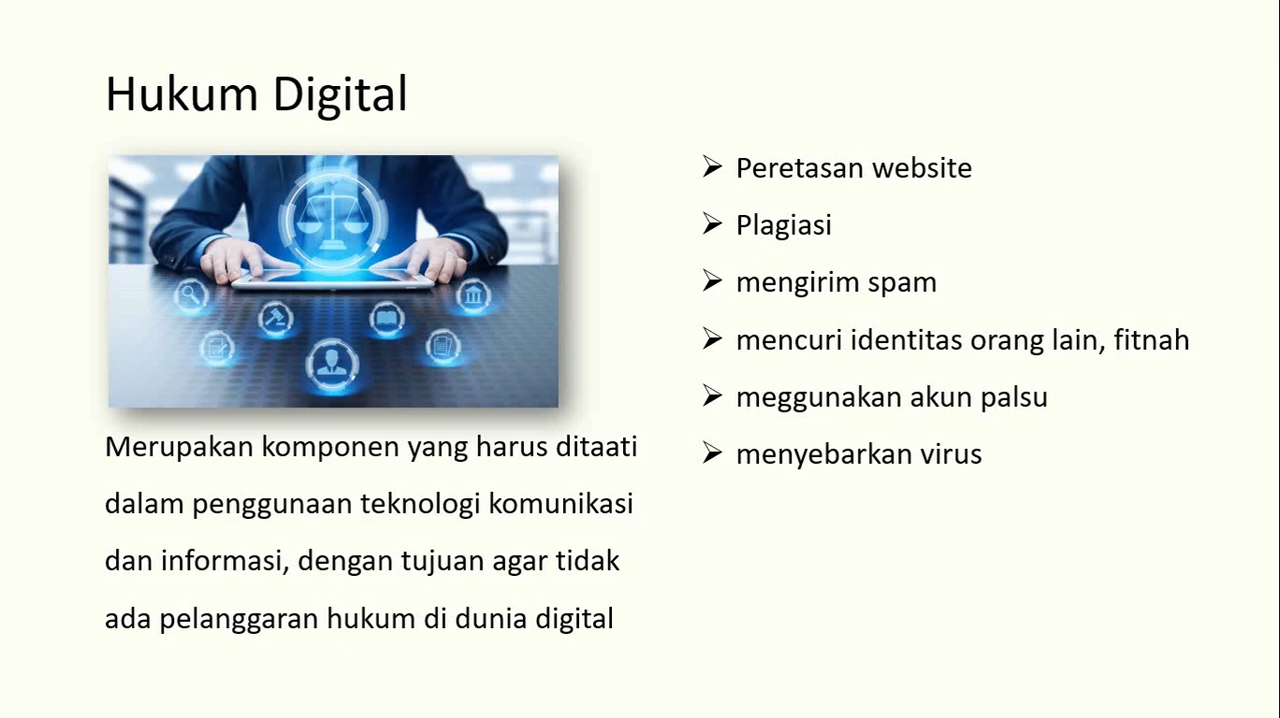 Hukum Digital
Merupakan komponen yang harus ditaati
dalam penggunaan teknologi komunikasi
dan informasi, dengan tujuan agar tidak
ada pelanggaran hukum di dunia digital
Peretasan website
Plagiasi
mengirim spam
mencuri identitas orang lain, fitnah
meggunakan akun palsu
menyebarkan virus